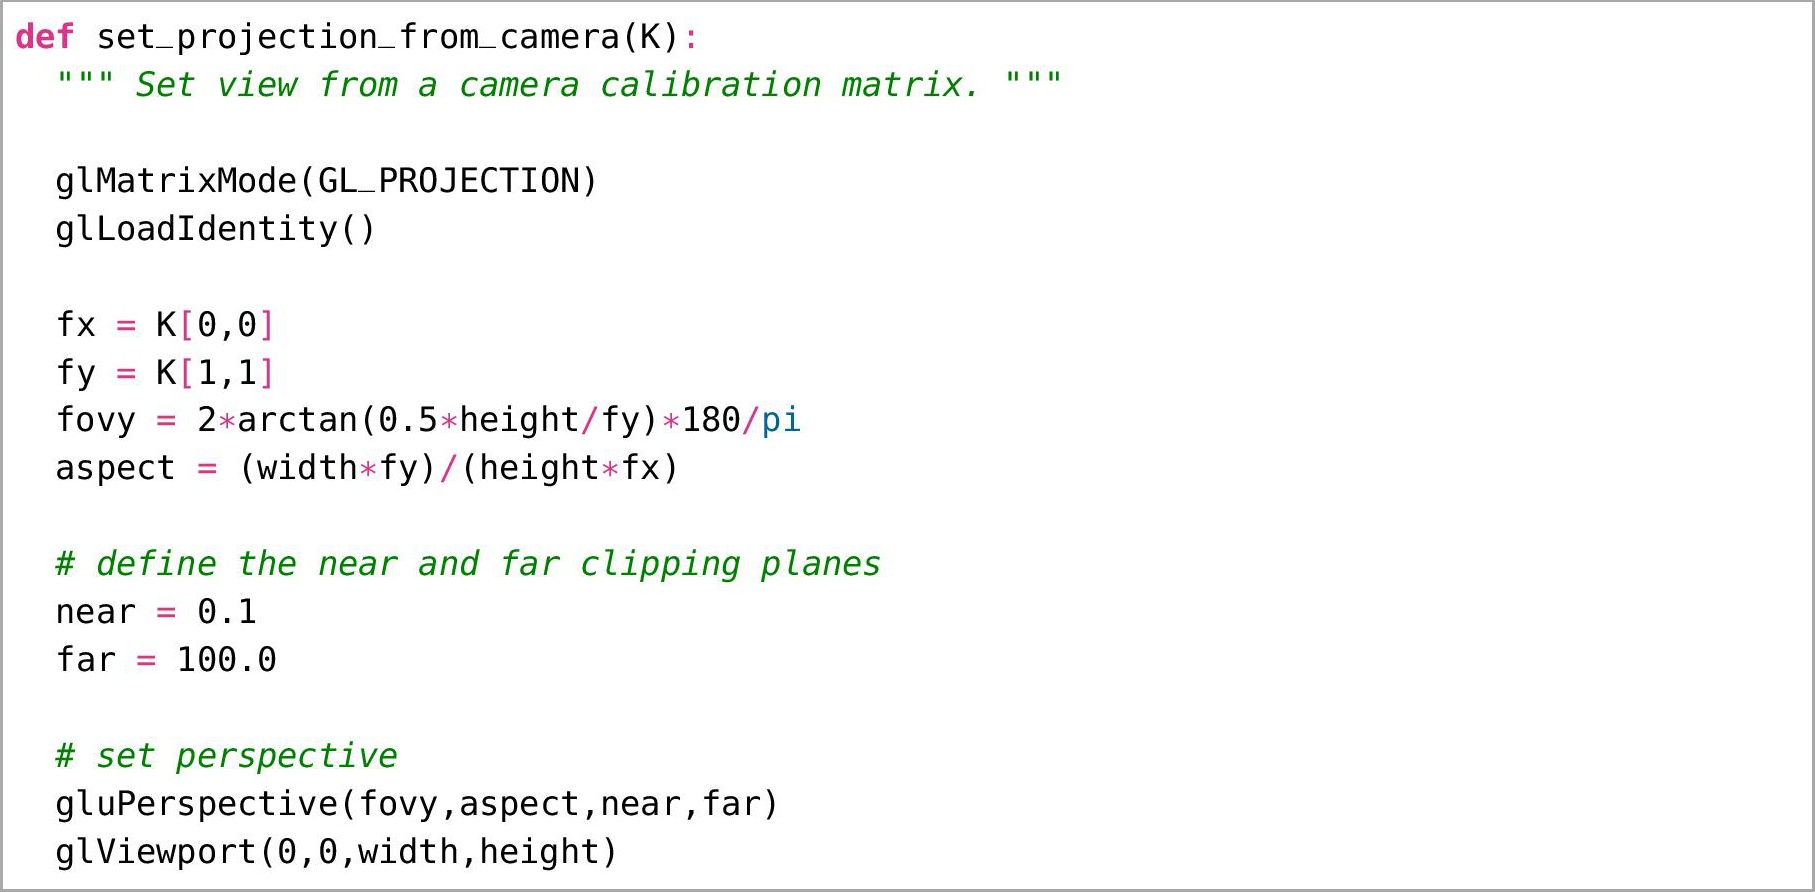 def set_projection_from_camera(K):
  """ Set view from a camera calibration matrix. """
  glMatrixMode(GL_PROJECTION)
  glLoadIdentity()
  fx = K[0,0]
  fy = K[1,1]
  fovy = 2*arctan(0.5*height/fy)*180/pi
  aspect = (width*fy)/(height*fx)
  # define the near and far clipping planes
  near = 0.1
  far = 100.0
  # set perspective
  gluPerspective(fovy,aspect,near,far)
  glViewport(0,0,width,height)